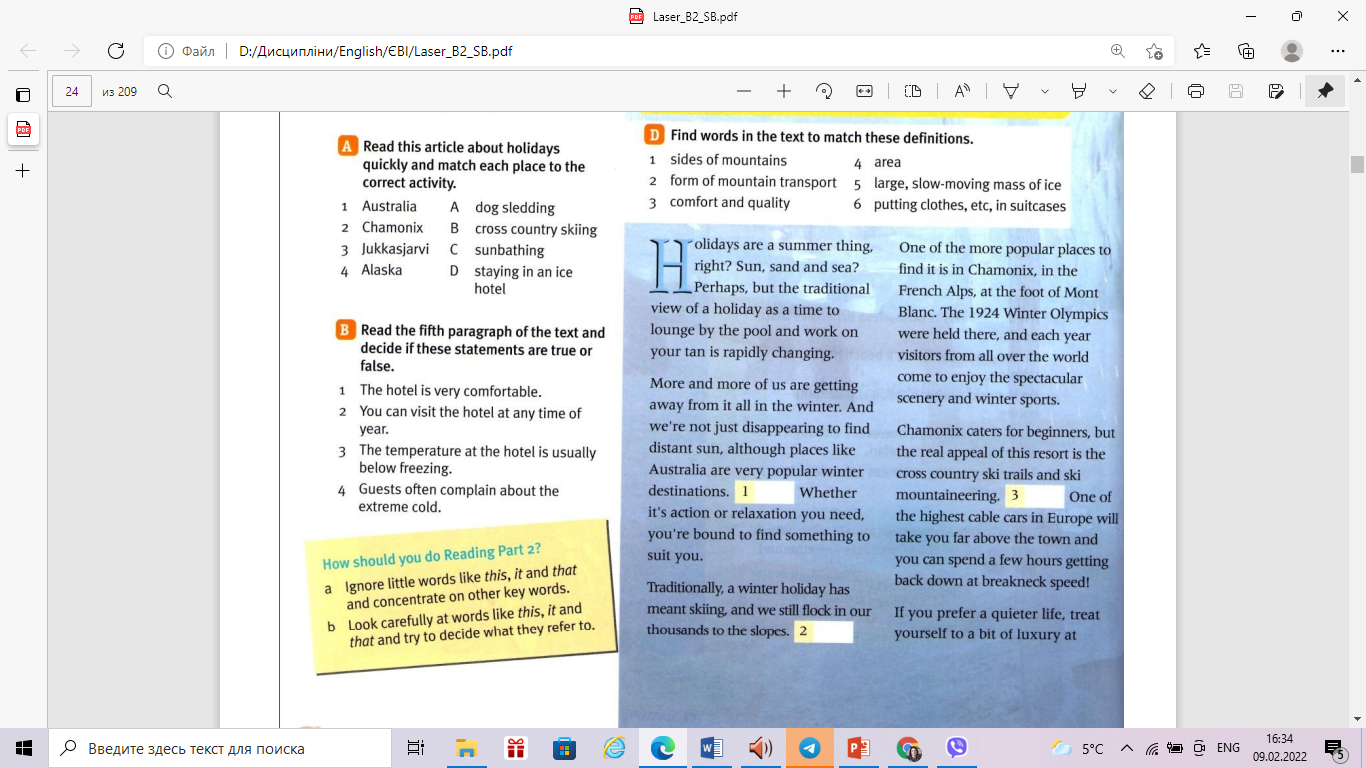 Laser_B2_SB.pdf
Файл
D:/Дисципліни/English/ЄВІ/Laser_B2_SB.pdf
24
из 209
A Read this article about holidays
quickly and match each place to the
correct activity.
1 Australia A dog sledding
2 Chamonix B cross country skiing
3 Jukkasjarvi C sunbathing
4 Alaska D staying in an ice
hotel
B Read the fifth paragraph of the text and
decide if these statements are true or
false.
1 The hotel is very comfortable.
2 You can visit the hotel at any time of
year.
3 The temperature at the hotel is usually
below freezing.
4 Guests often complain about the
extreme cold.
How should you do Reading Part 2?
a Ignore little words like this, it and that
and concentrate on other key words.
b Look carefully at words like this, it and
that and try to decide what they refer to.
D Find words in the text to match these definitions.
1 sides of mountains 4 area
2 form of mountain transport 5 large, slow-moving mass of ice
3 comfort and quality 6 putting clothes, etc, in suitcases
Holidays are a summer thing,
right? Sun, sand and sea?
Perhaps, but the traditional
view of a holiday as a time to
lounge by the pool and work on
your tan is rapidly changing.
More and more of us are getting
away from it all in the winter. And
we're not just disappearing to find
distant sun, although places like
Australia are very popular winter
destinations. 1 Whether
it's action or relaxation you need,
you're bound to find something to
suit you.
Traditionally, a winter holiday has
meant skiing, and we still flock in our
thousands to the slopes. 2
One of the more popular places to
find it is in Chamonix, in the
French Alps, at the foot of Mont
Blanc. The 1924 Winter Olympics
were held there, and each year
visitors from all over the world
come to enjoy the spectacular
scenery and winter sports.
Chamonix caters for beginners, but
the real appeal of this resort is the
cross country ski trails and ski
mountaineering. 3 One of
the highest cable cars in Europe will
take you far above the town and
you can spend a few hours getting
back down at breakneck speed!
If you prefer a quieter life, treat
yourself to a bit of luxury at
Введите здесь текст для поиска
5°C
ENG
16:34
09.02.2022
5